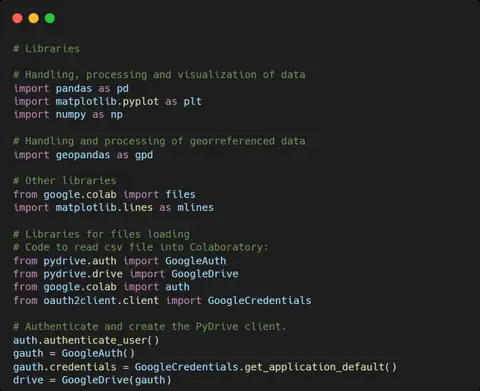 # Libraries
# Handling, processing and visualization of data
import pandas as pd
import matplotlib.pyplot as plt
import numpy as np
# Handling and processing of georreferenced data
import geopandas as gpd
# Other libraries
from google.colab import files
import matplotlib.lines as mlines
# Libraries for files loading
# Code to read csv file into Colaboratory:
from pydrive.auth import GoogleAuth
from pydrive.drive import GoogleDrive
from google.colab import auth
from oauth2client.client import GoogleCredentials
# Authenticate and create the PyDrive client.
auth.authenticate_user()
gauth = GoogleAuth()
gauth.credentials = GoogleCredentials.get_application_default()
drive = GoogleDrive(gauth)